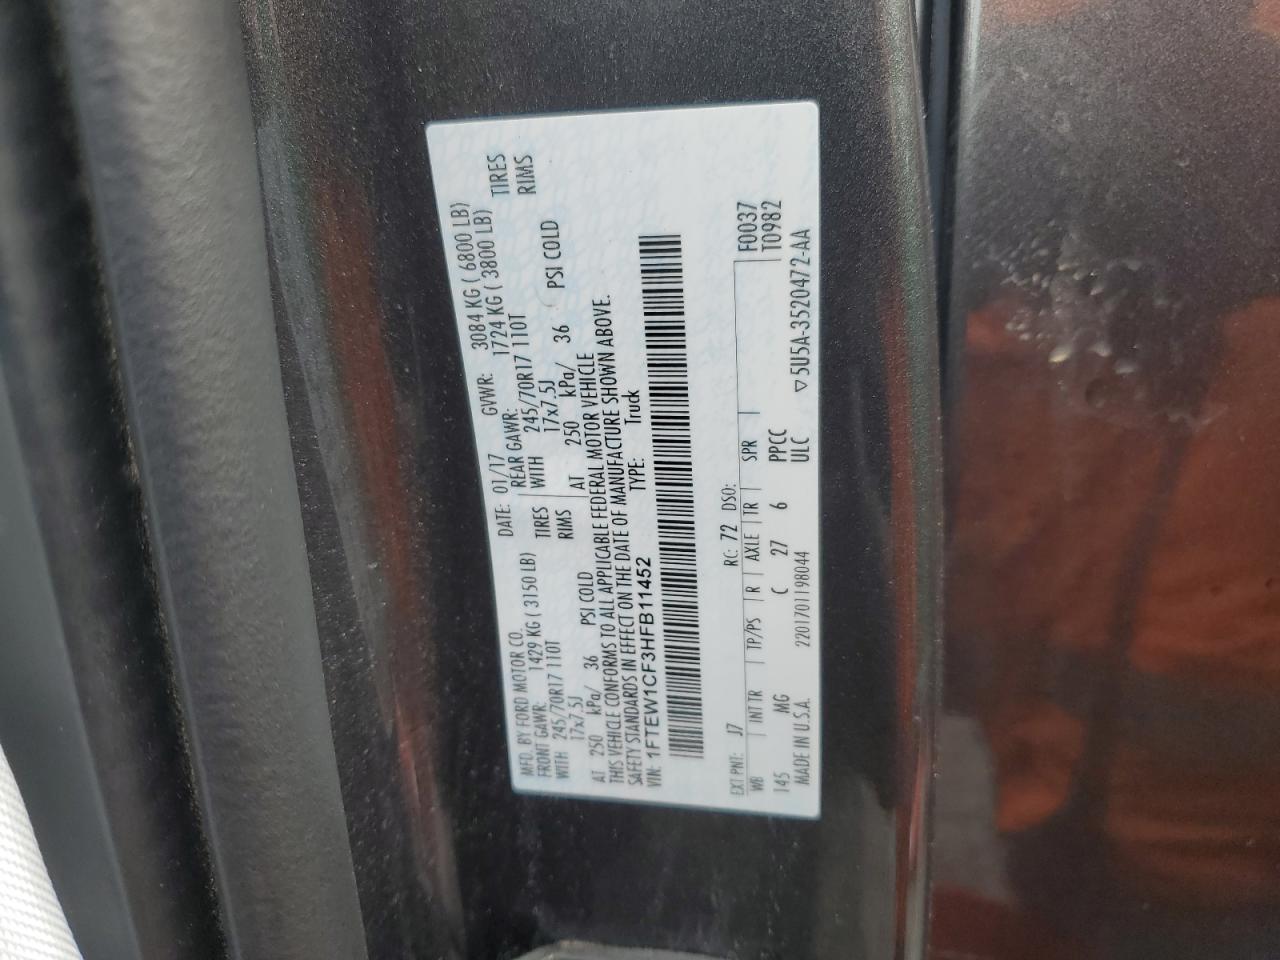 MFD. BY FORD MOTOR CO.
DATE: 01/17 GVWR: 3084 KG ( 6800 LB)
FRONT GAWR: 1429 KG ( 3150 LB) REAR GAWR: 1724 KG ( 3800 LB)
WITH 245/70R17 110T TIRES WITH 245/70R17 110T TIRES
17x7.5J RIMS 17x7.5J RIMS
AT 250 kPa/ 36 PSI COLD AT 250 kPa/ 36 PSI COLD
THIS VEHICLE CONFORMS TO ALL APPLICABLE FEDERAL MOTOR VEHICLE
SAFETY STANDARDS IN EFFECT ON THE DATE OF MANUFACTURE SHOWN ABOVE.
VIN: 1FTEW1CF3HFB11452 TYPE: Truck
EXT PNT: J7 RC: 72 DSO: F0037
WB INT TR TP/PS R AXLE TR SPR T0982
145 MG C 27 6 PPCC
MADE IN U.S.A. 2201701198044 ULC ▽5U5A-3520472-AA